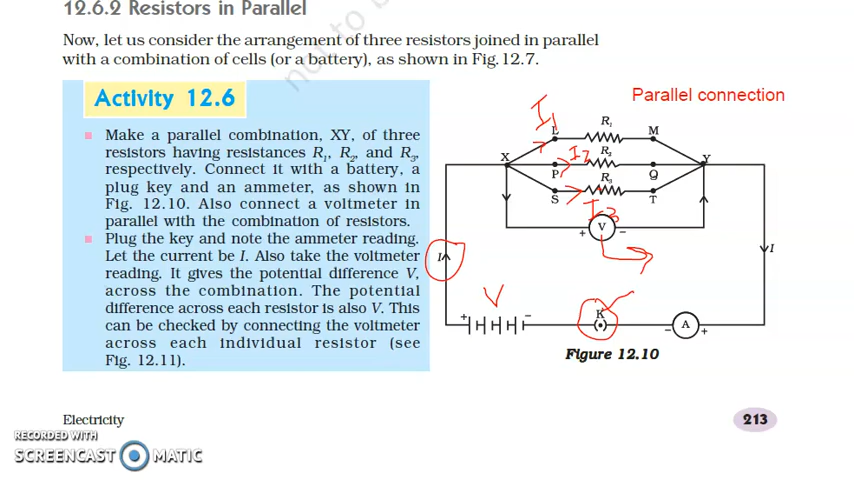 12.6.2 Resistors in Parallel
Now, let us consider the arrangement of three resistors joined in parallel
with a combination of cells (or a battery), as shown in Fig.12.7.
Activity 12.6
Make a parallel combination, XY, of three
resistors having resistances R1, R2, and R3,
respectively. Connect it with a battery, a
plug key and an ammeter, as shown in
Fig. 12.10. Also connect a voltmeter in
parallel with the combination of resistors.
Plug the key and note the ammeter reading.
Let the current be I. Also take the voltmeter
reading. It gives the potential difference V,
across the combination. The potential
difference across each resistor is also V. This
can be checked by connecting the voltmeter
across each individual resistor (see
Fig. 12.11).
Parallel connection
I1
R1
L
M
I2
R2
X
Y
P
Q
R3
S
T
I3
+
V
–
I
I
V
K
+
–
–
A
+
Figure 12.10
Electricity
213
RECORDED WITH
SCREENCAST MATIC